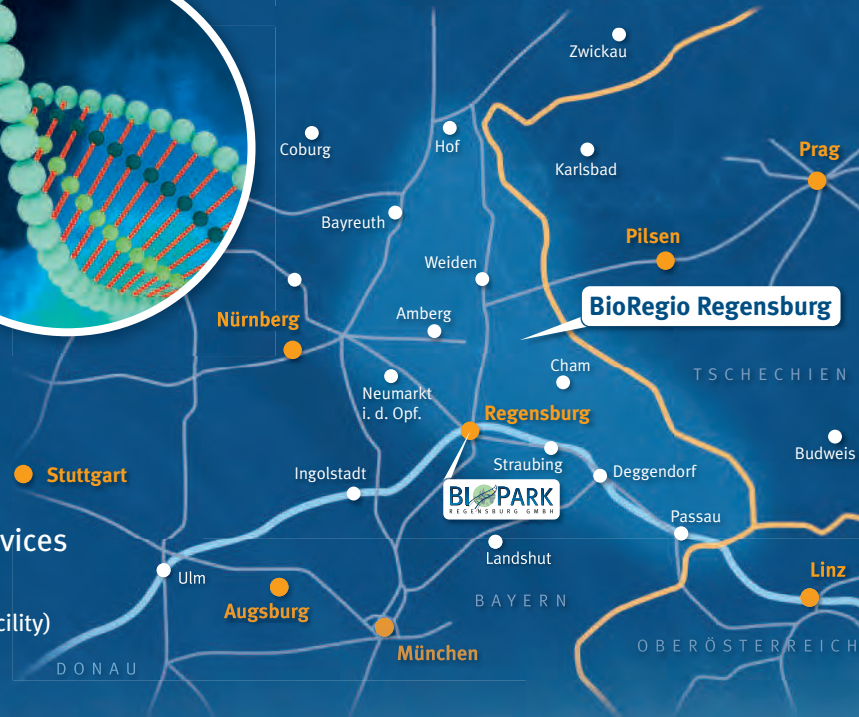 Zwickau
Coburg
Hof
Karlsbad
Prag
Bayreuth
Pilsen
Weiden
BioRegio Regensburg
Nürnberg
Amberg
Cham
TSCHECHIEN
Neumarkt
i. d. Opf.
Regensburg
Budweis
Stuttgart
Ingolstadt
Straubing
Deggendorf
BIOPARK
REGENSBURG GMBH
Passau
vices
Landshut
Ulm
Linz
Augsburg
BAYERN
cility)
München
OBERÖSTERREICH
DONAU